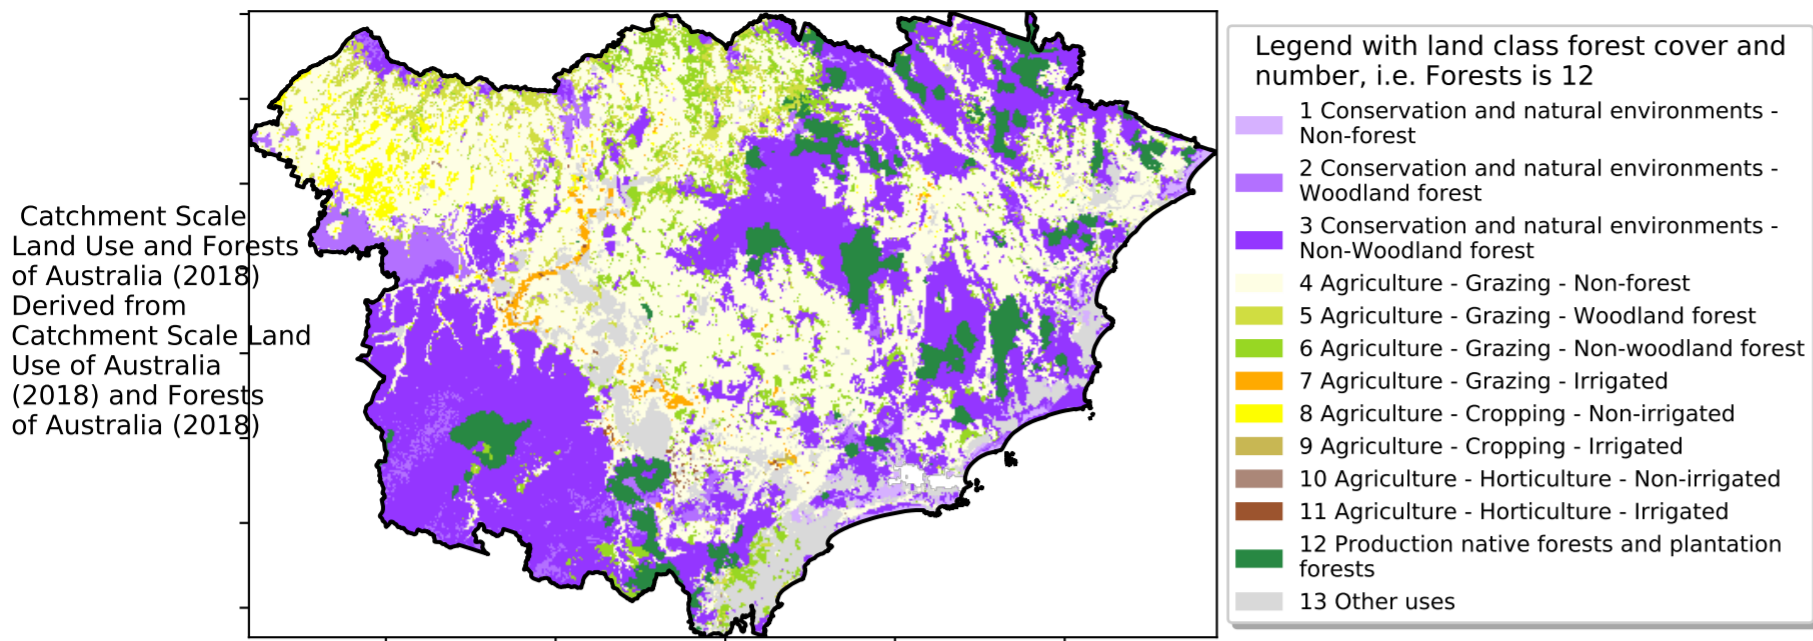 Catchment Scale
Land Use and Forests
of Australia (2018)
Derived from
Catchment Scale Land
Use of Australia
(2018) and Forests
of Australia (2018)
Legend with land class forest cover and
number, i.e. Forests is 12
1 Conservation and natural environments -
Non-forest
2 Conservation and natural environments -
Woodland forest
3 Conservation and natural environments -
Non-Woodland forest
4 Agriculture - Grazing - Non-forest
5 Agriculture - Grazing - Woodland forest
6 Agriculture - Grazing - Non-woodland forest
7 Agriculture - Grazing - Irrigated
8 Agriculture - Cropping - Non-irrigated
9 Agriculture - Cropping - Irrigated
10 Agriculture - Horticulture - Non-irrigated
11 Agriculture - Horticulture - Irrigated
12 Production native forests and plantation
forests
13 Other uses